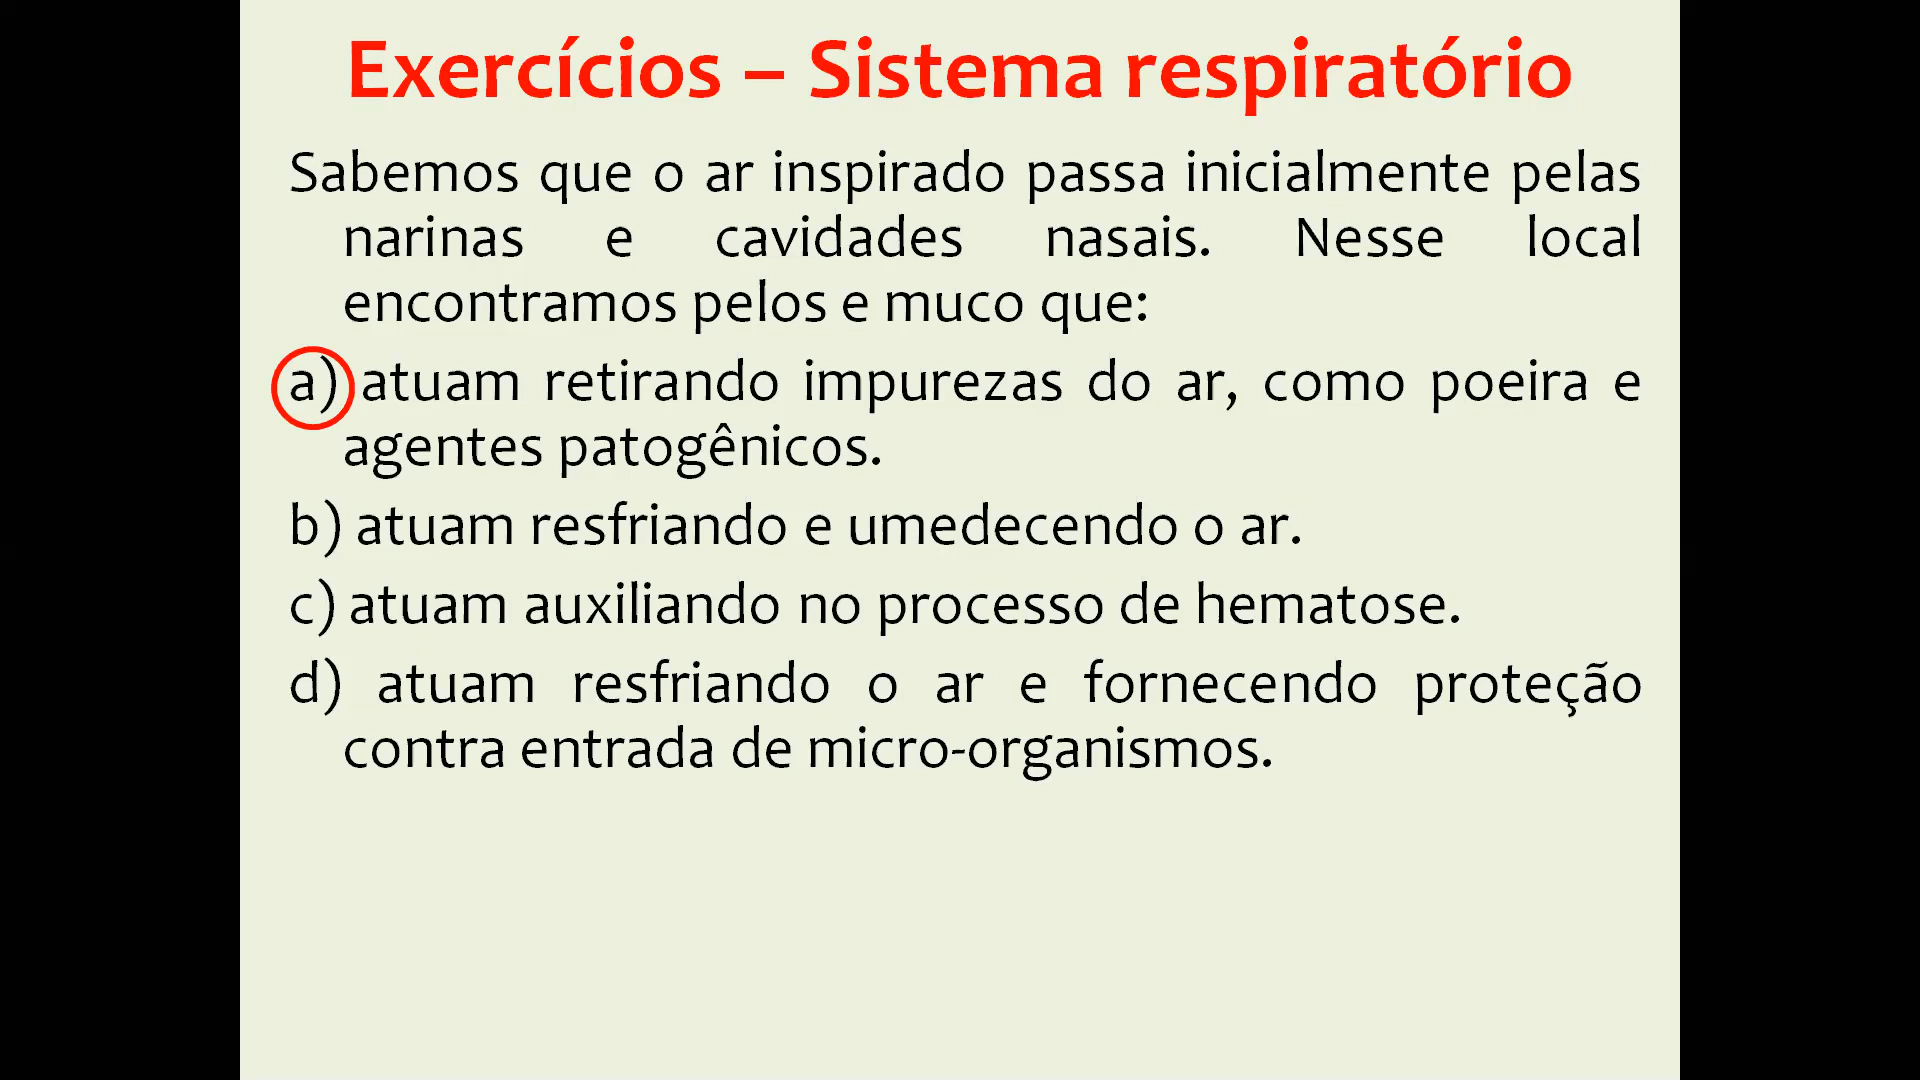 Exercícios – Sistema respiratório
Sabemos que o ar inspirado passa inicialmente pelas
narinas e cavidades nasais. Nesse local
encontramos pelos e muco que:
a) atuam retirando impurezas do ar, como poeira e
agentes patogênicos.
b) atuam resfriando e umedecendo o ar.
c) atuam auxiliando no processo de hematose.
d) atuam resfriando o ar e fornecendo proteção
contra entrada de micro-organismos.